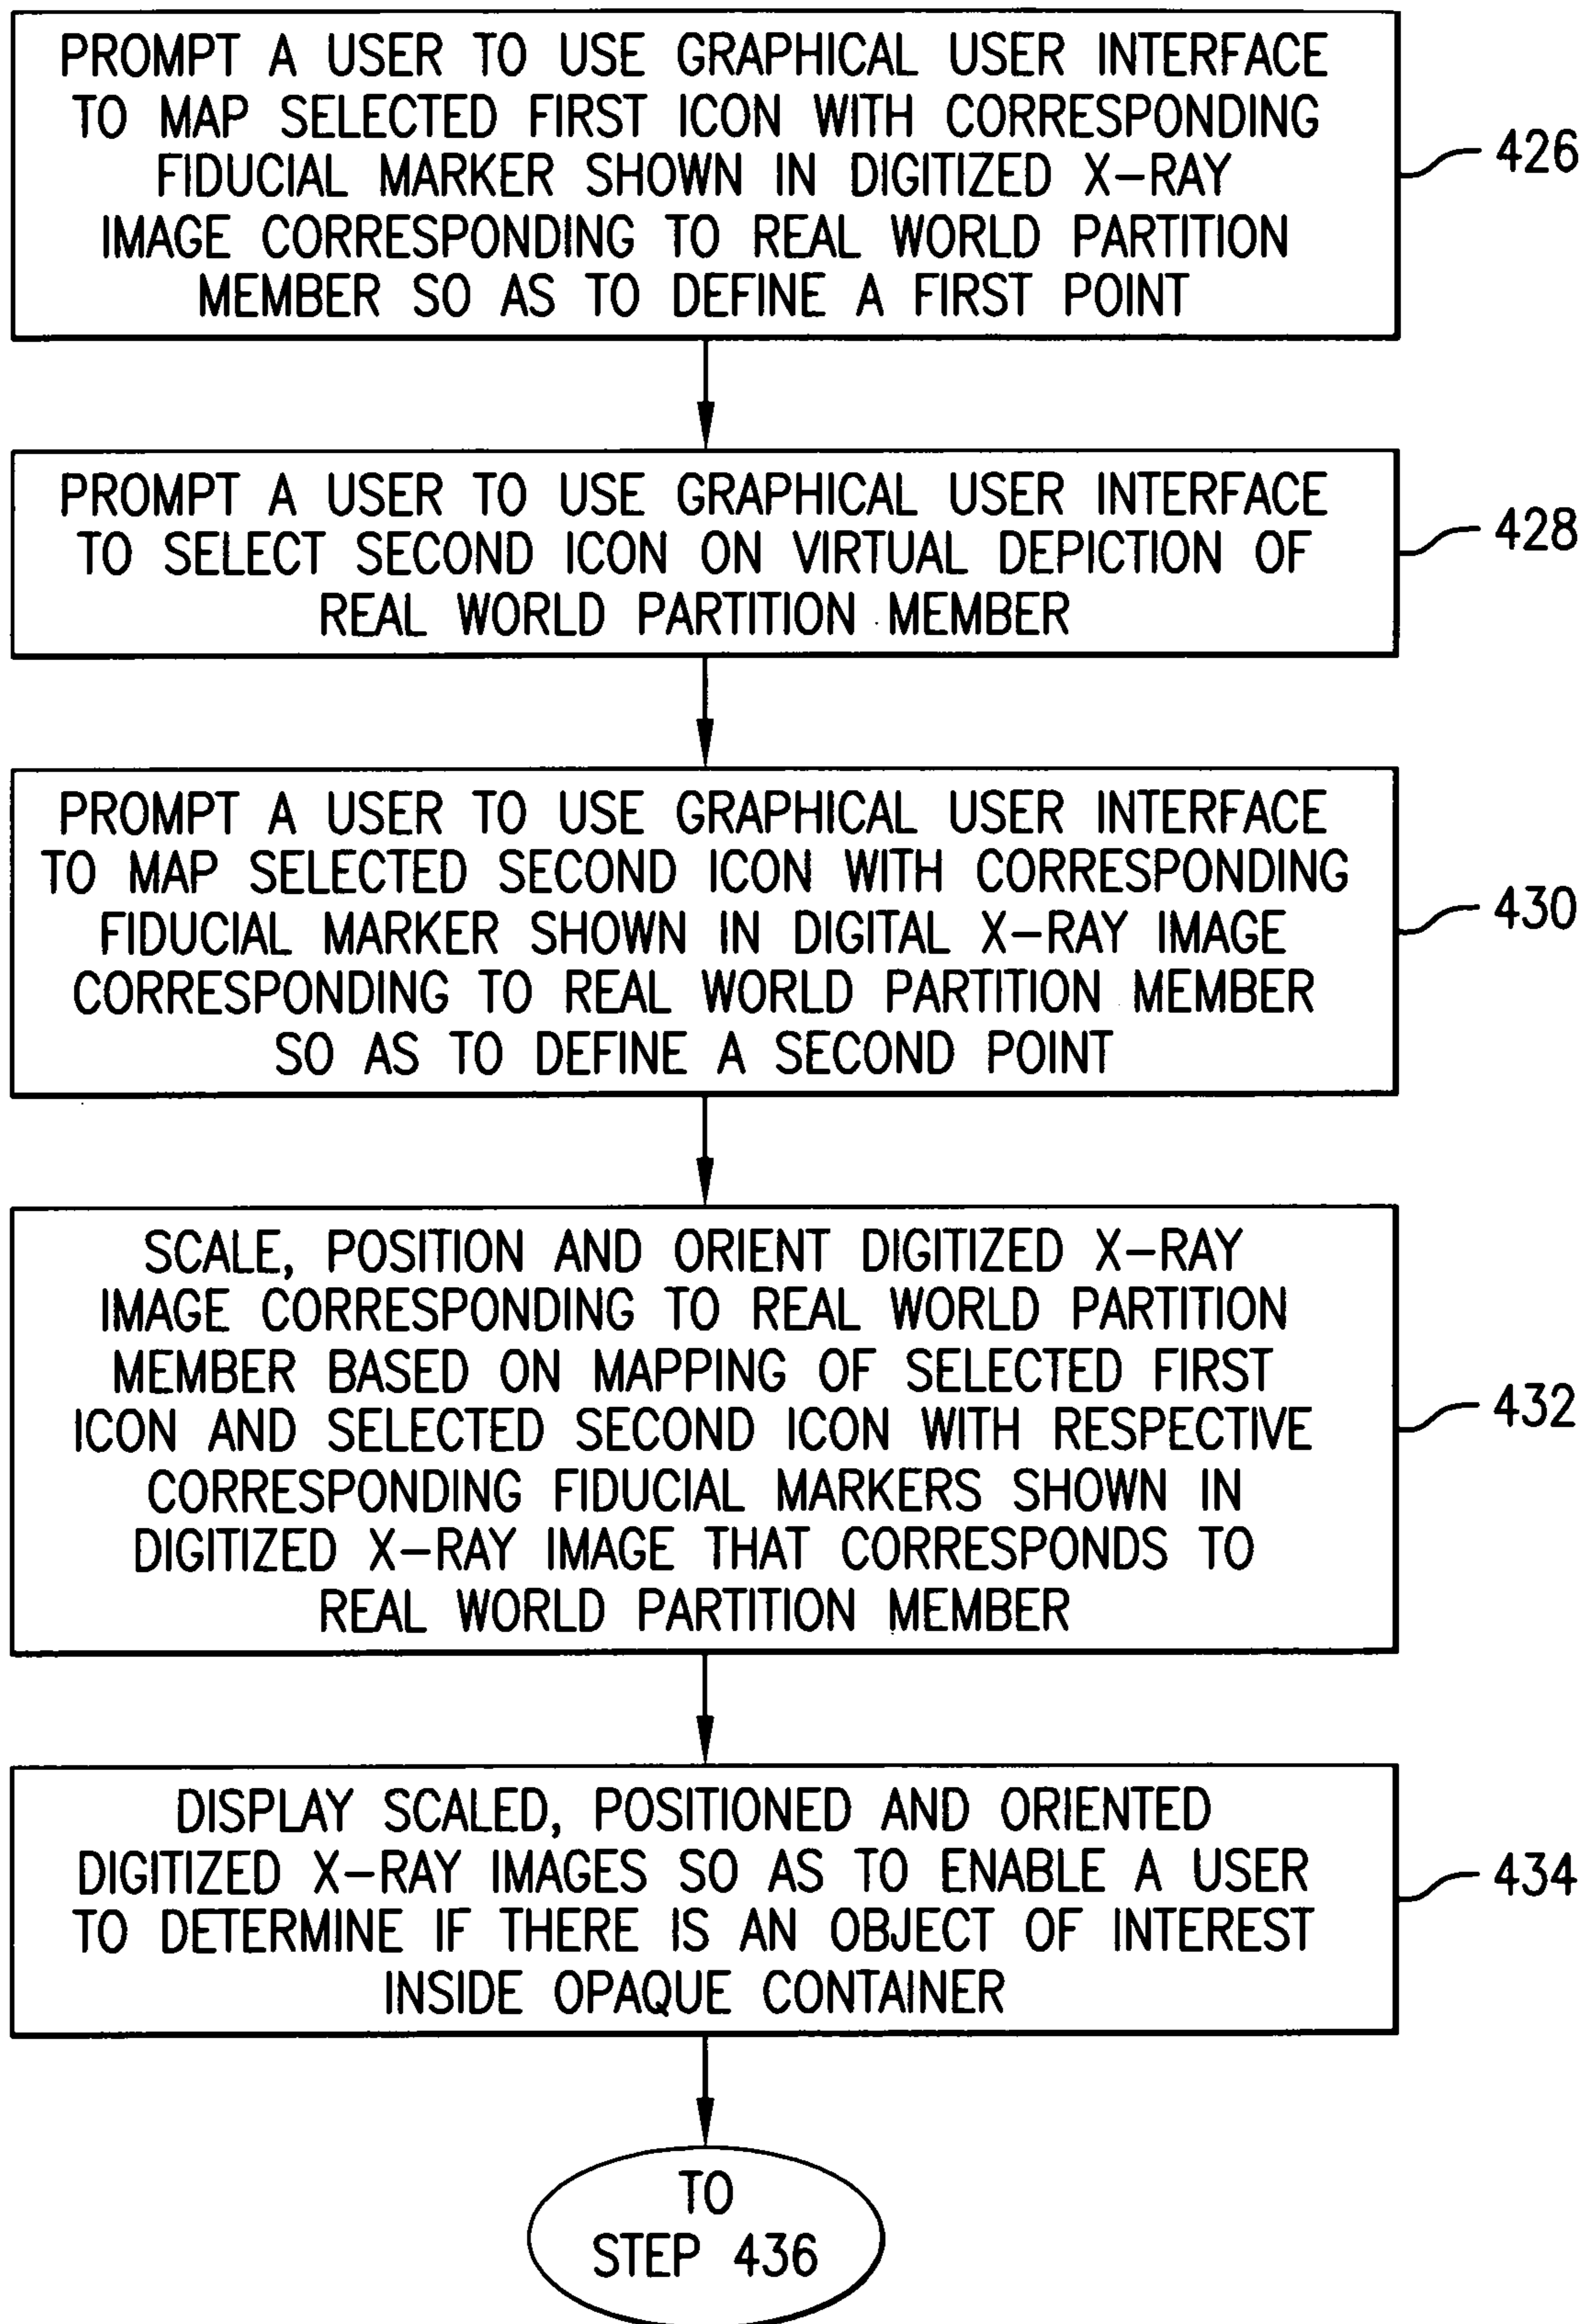 PROMPT A USER TO USE GRAPHICAL USER INTERFACE
TO MAP SELECTED FIRST ICON WITH CORRESPONDING
FIDUCIAL MARKER SHOWN IN DIGITIZED X-RAY
IMAGE CORRESPONDING TO REAL WORLD PARTITION
MEMBER SO AS TO DEFINE A FIRST POINT
426
PROMPT A USER TO USE GRAPHICAL USER INTERFACE
TO SELECT SECOND ICON ON VIRTUAL DEPICTION OF
REAL WORLD PARTITION MEMBER
428
PROMPT A USER TO USE GRAPHICAL USER INTERFACE
TO MAP SELECTED SECOND ICON WITH CORRESPONDING
FIDUCIAL MARKER SHOWN IN DIGITAL X-RAY IMAGE
CORRESPONDING TO REAL WORLD PARTITION MEMBER
SO AS TO DEFINE A SECOND POINT
430
SCALE, POSITION AND ORIENT DIGITIZED X-RAY
IMAGE CORRESPONDING TO REAL WORLD PARTITION
MEMBER BASED ON MAPPING OF SELECTED FIRST
ICON AND SELECTED SECOND ICON WITH RESPECTIVE
CORRESPONDING FIDUCIAL MARKERS SHOWN IN
DIGITIZED X-RAY IMAGE THAT CORRESPONDS TO
REAL WORLD PARTITION MEMBER
432
DISPLAY SCALED, POSITIONED AND ORIENTED
DIGITIZED X-RAY IMAGES SO AS TO ENABLE A USER
TO DETERMINE IF THERE IS AN OBJECT OF INTEREST
INSIDE OPAQUE CONTAINER
434
TO
STEP 436